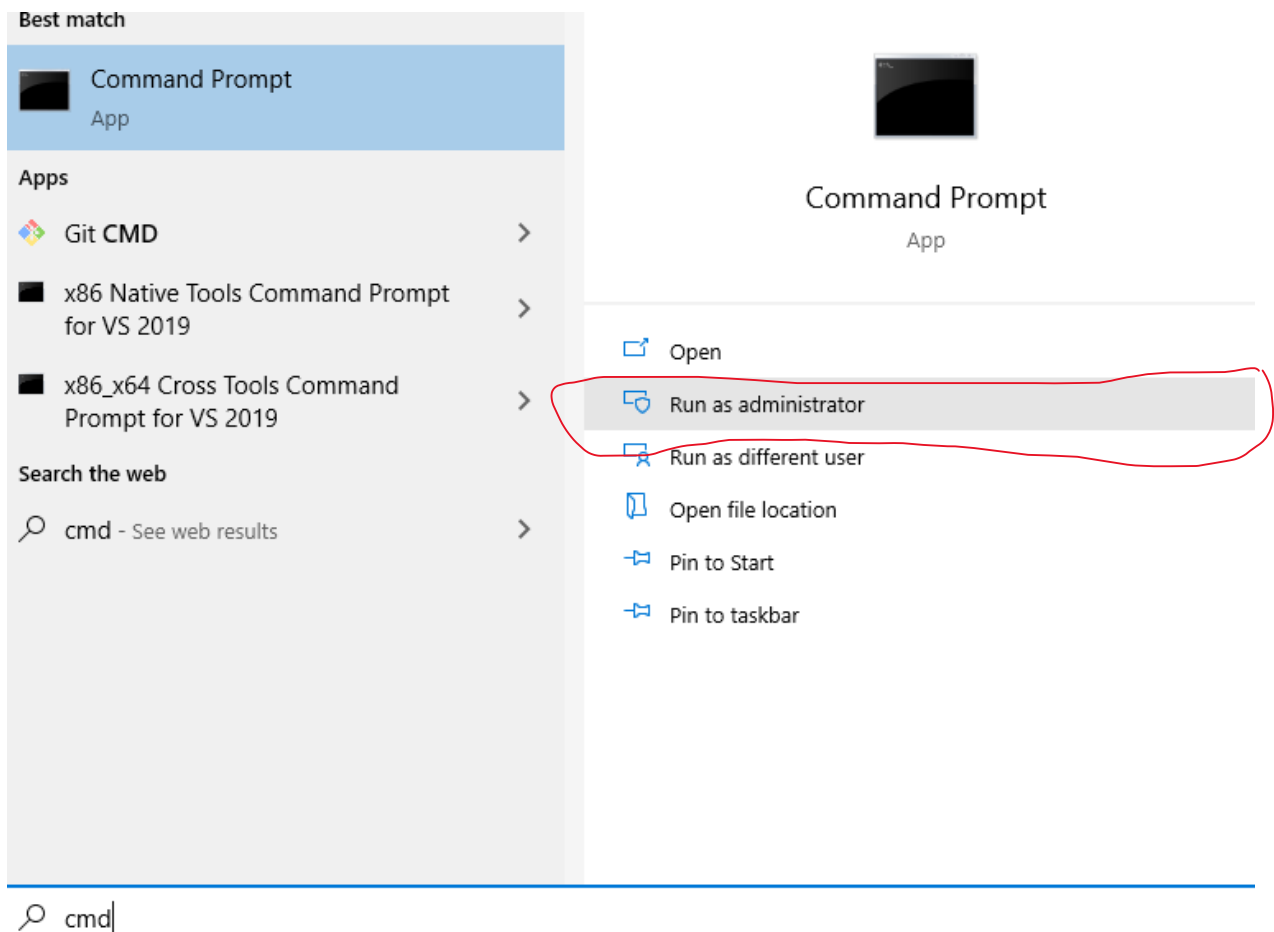 Best match
Command Prompt
App
Apps
Git CMD
x86 Native Tools Command Prompt
for VS 2019
x86_x64 Cross Tools Command
Prompt for VS 2019
Search the web
cmd - See web results
cmd
Command Prompt
App
Open
Run as administrator
Run as different user
Open file location
Pin to Start
Pin to taskbar